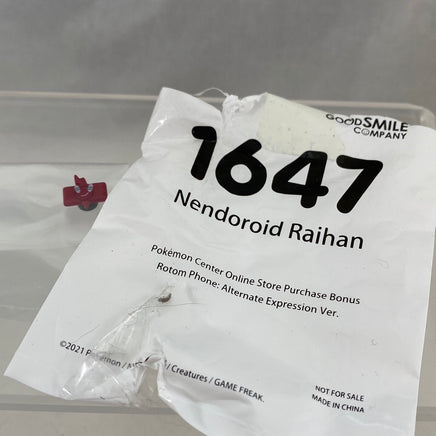 GOODSMILE
COMPANY
1647
Nendoroid Raihan
Pokémon Center Online Store Purchase Bonus
Rotom Phone: Alternate Expression Ver.
©2021 Pokémon / / Creatures / GAME FREAK.
NOT FOR SALE
MADE IN CHINA